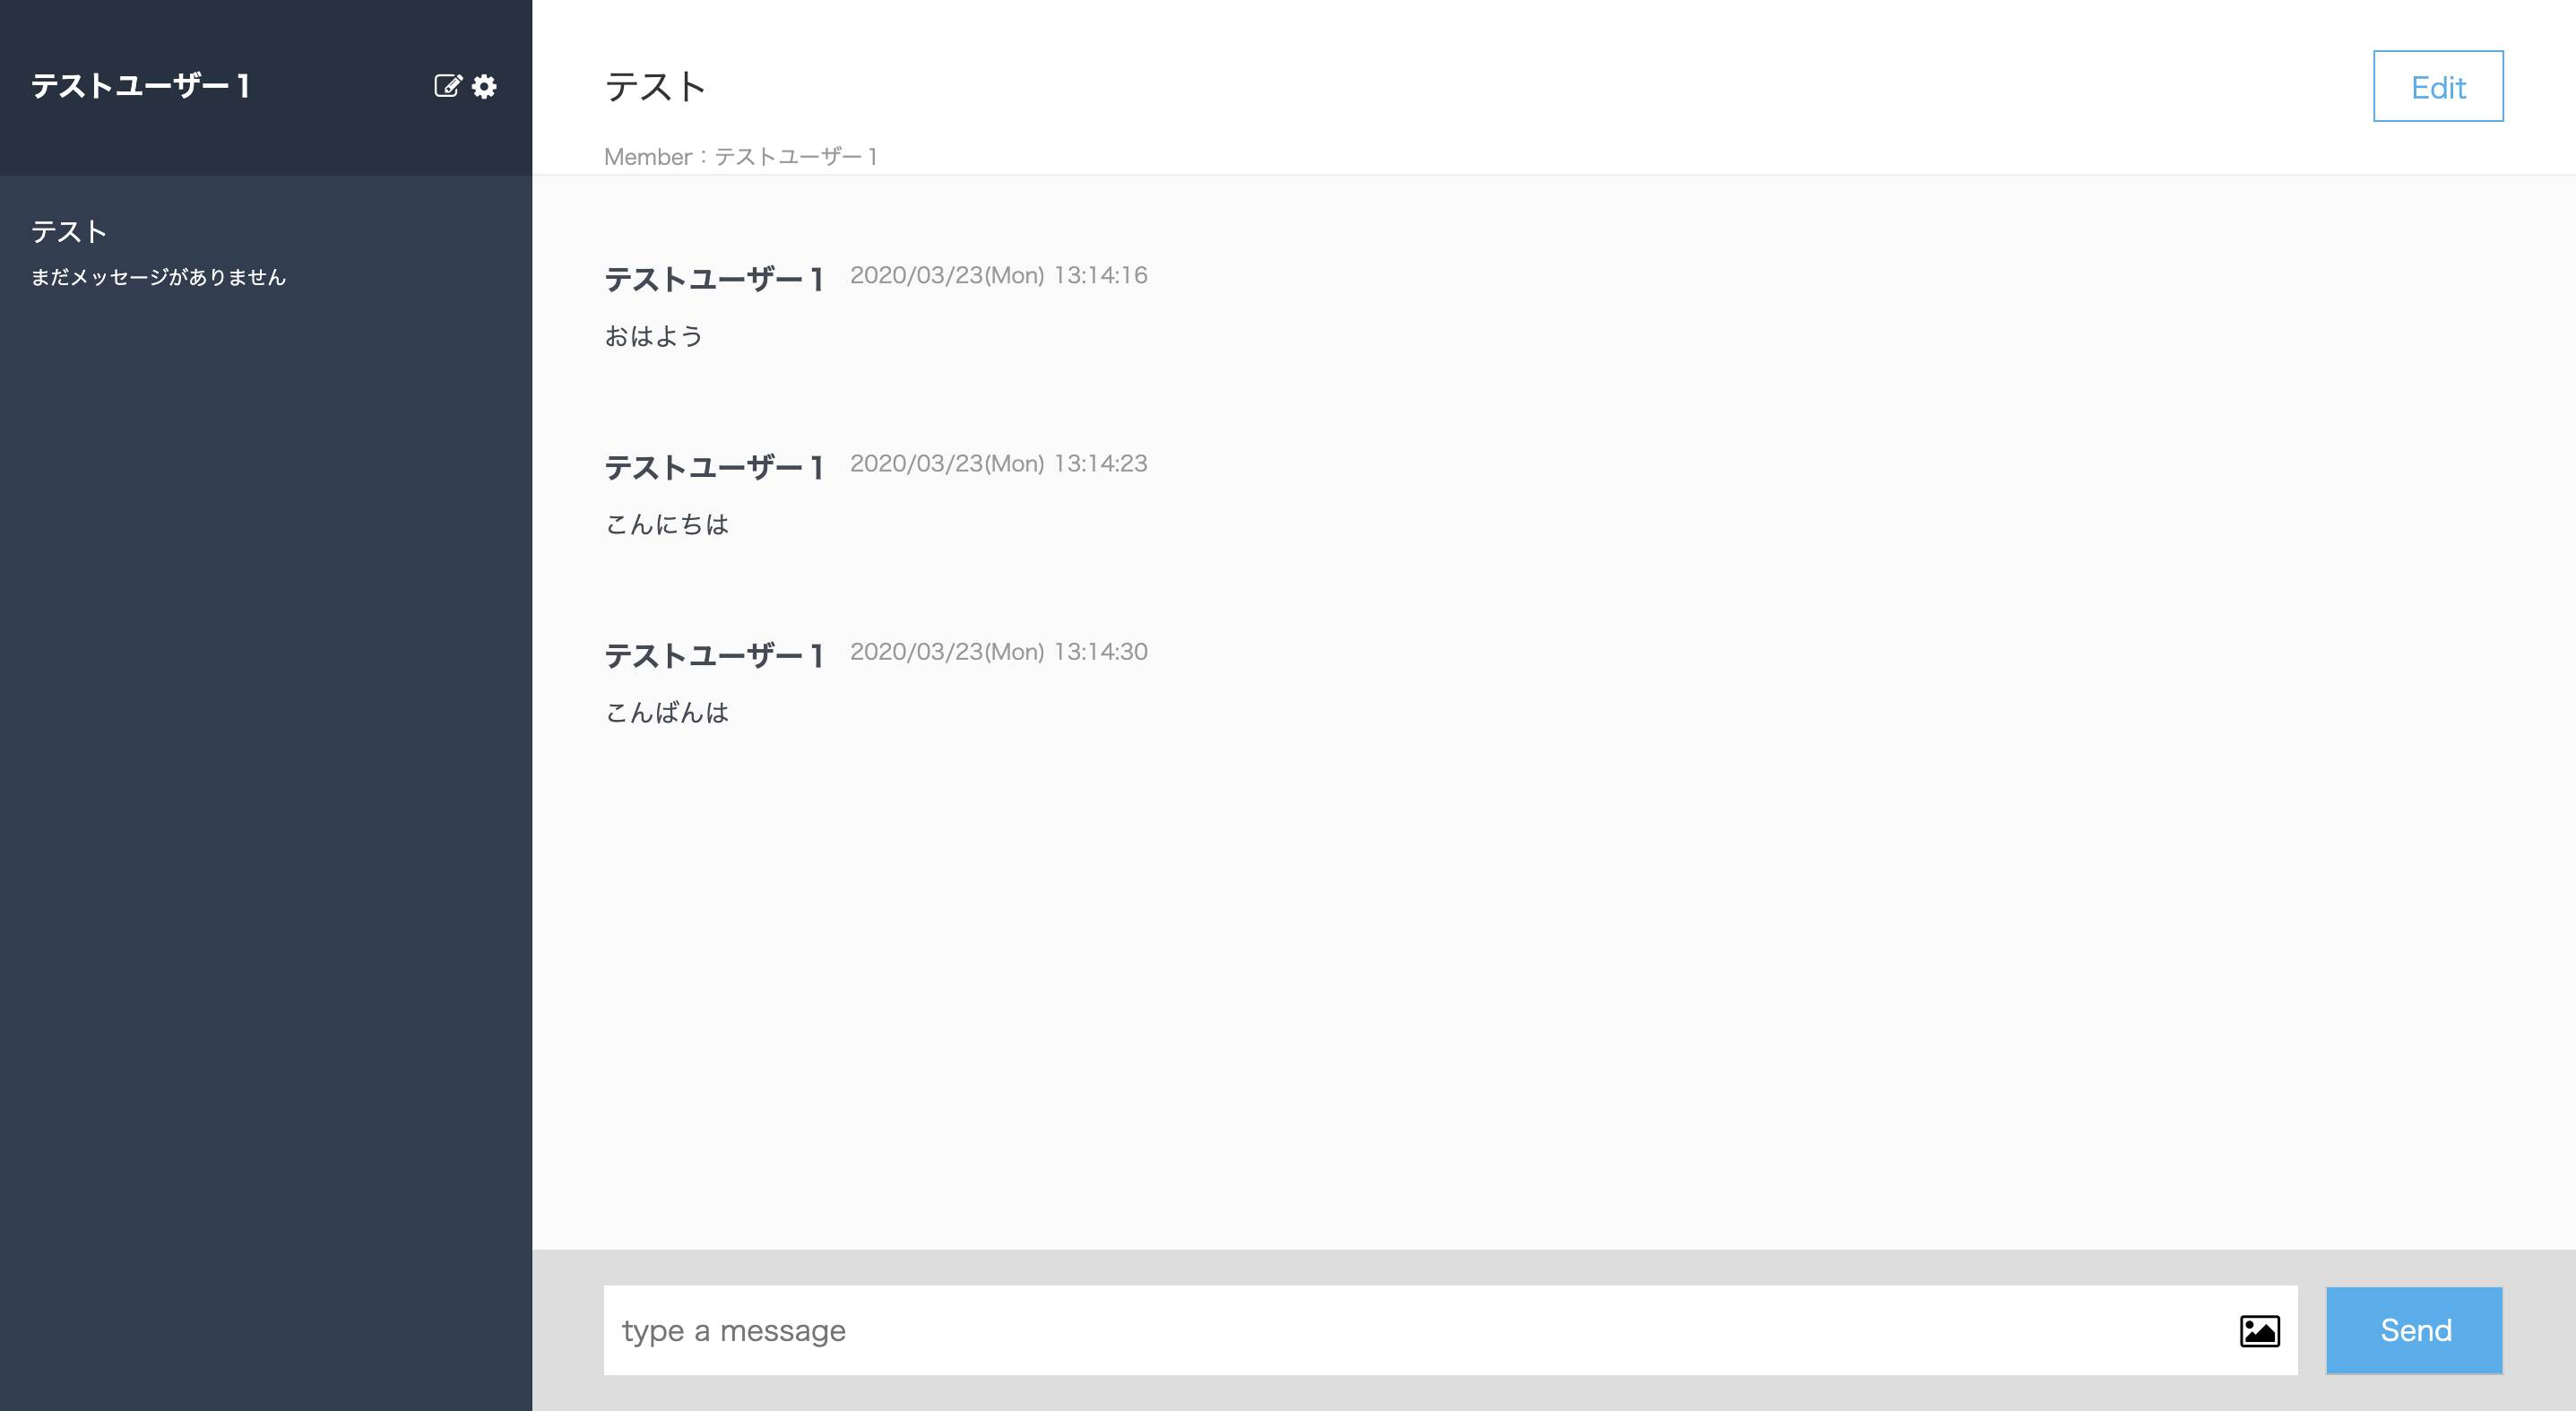 テストユーザー1
テスト
まだメッセージがありません
テスト
Edit
Member：テストユーザー1
テストユーザー1 2020/03/23(Mon) 13:14:16
おはよう
テストユーザー1 2020/03/23(Mon) 13:14:23
こんにちは
テストユーザー1 2020/03/23(Mon) 13:14:30
こんばんは
type a message
Send